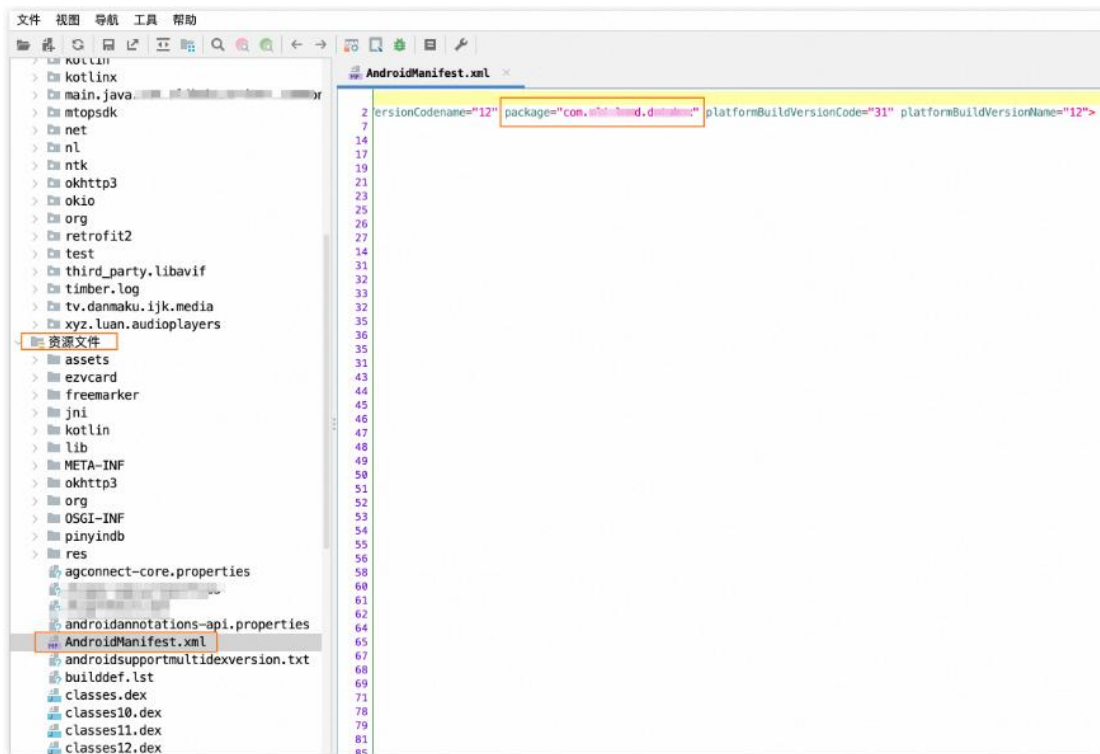 文件 视图 导航 工具 帮助
kotlin
kotlinx
main.java.
mtopsdk
net
nl
ntk
okhttp3
okio
org
retrofit2
test
third_party.libavif
timber.log
tv.danmaku.ijk.media
xyz.luan.audioplayers
资源文件
assets
ezvcard
freemarker
jni
kotlin
lib
META-INF
okhttp3
org
OSGI-INF
pinyindb
res
agconnect-core.properties
androidannotations-api.properties
AndroidManifest.xml
androidsupportmultidexversion.txt
builddef.lst
classes.dex
classes10.dex
classes11.dex
classes12.dex
AndroidManifest.xml
2 ersionCodename="12" package="com. d.d " platformBuildVersionCode="31" platformBuildVersionName="12">
7
14
17
19
21
23
25
26
27
14
31
32
33
32
35
36
35
31
43
44
45
46
47
48
49
50
51
52
53
54
55
56
58
60
61
62
64
65
67
68
69
71
78
79
81
85